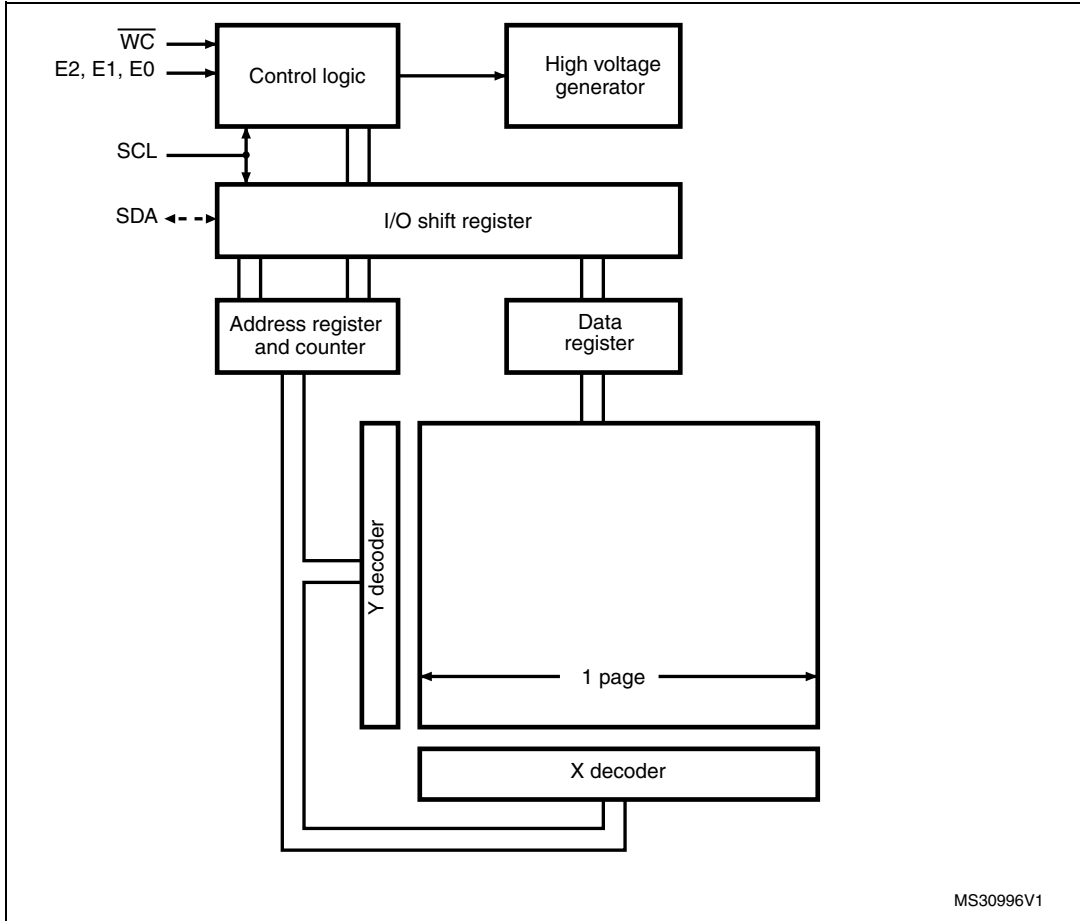 W̅C̅
E2, E1, E0
Control logic
High voltage
generator
SCL
SDA
I/O shift register
Address register
and counter
Data
register
Y decoder
1 page
X decoder
MS30996V1